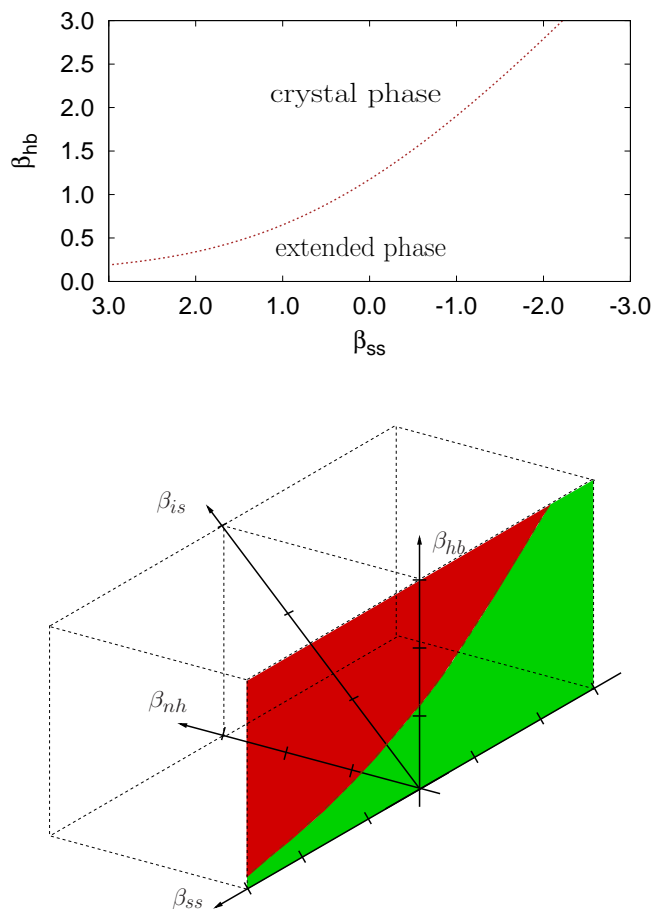 3.0
2.5
2.0
1.5
1.0
0.5
0.0
β_hb
crystal phase
extended phase
3.0 2.0 1.0 0.0 -1.0 -2.0 -3.0
β_ss
β_is
β_hb
β_nh
β_ss